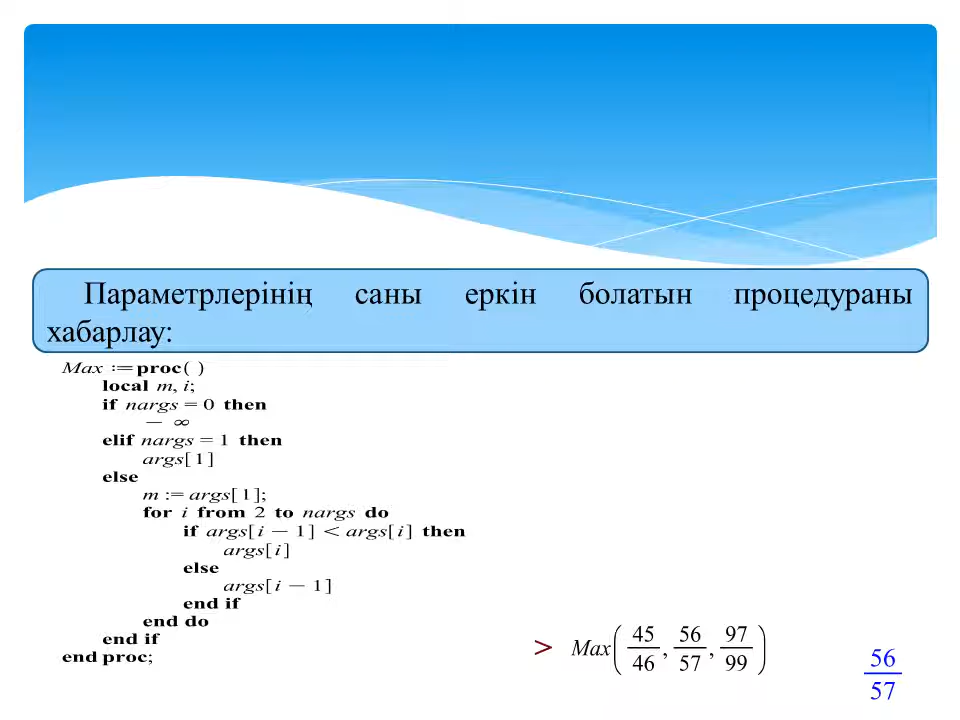 Параметрлерінің саны еркін болатын процедураны
хабарлау:
Max := proc( )
local m, i;
if nargs = 0 then
− ∞
elif nargs = 1 then
args[1]
else
m := args[1];
for i from 2 to nargs do
if args[i − 1] < args[i] then
args[i]
else
args[i − 1]
end if
end do
end if
end proc;
> Max(45/46, 56/57, 97/99)
56/57